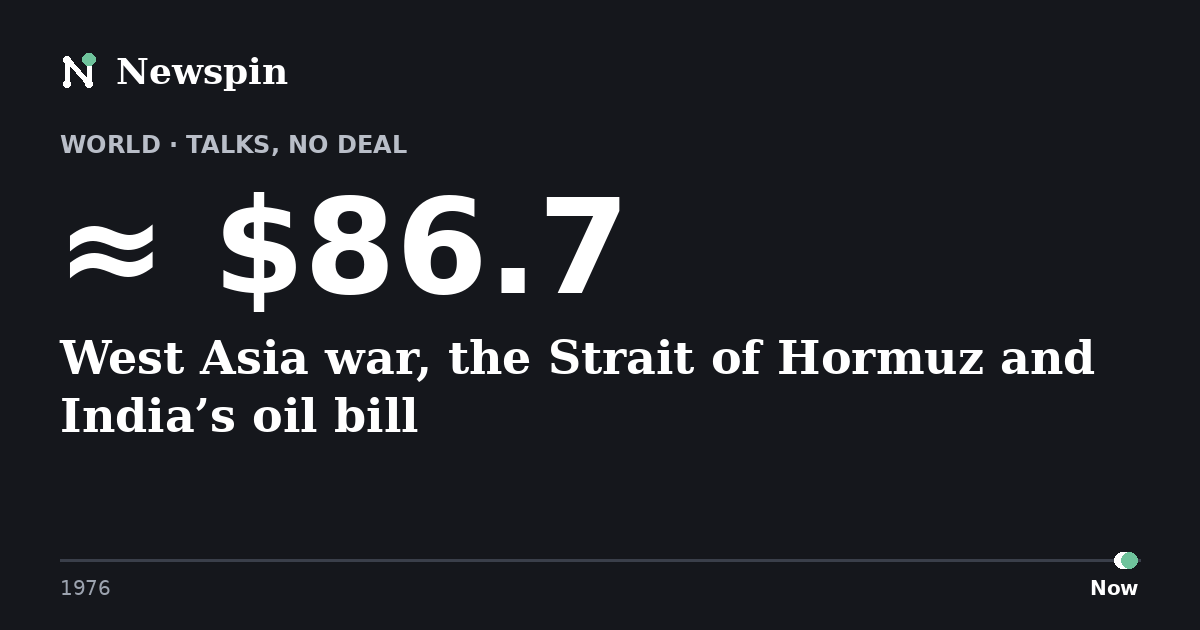 Newspin
WORLD · TALKS, NO DEAL
≈ $86.7
West Asia war, the Strait of Hormuz and
India’s oil bill
1976
Now